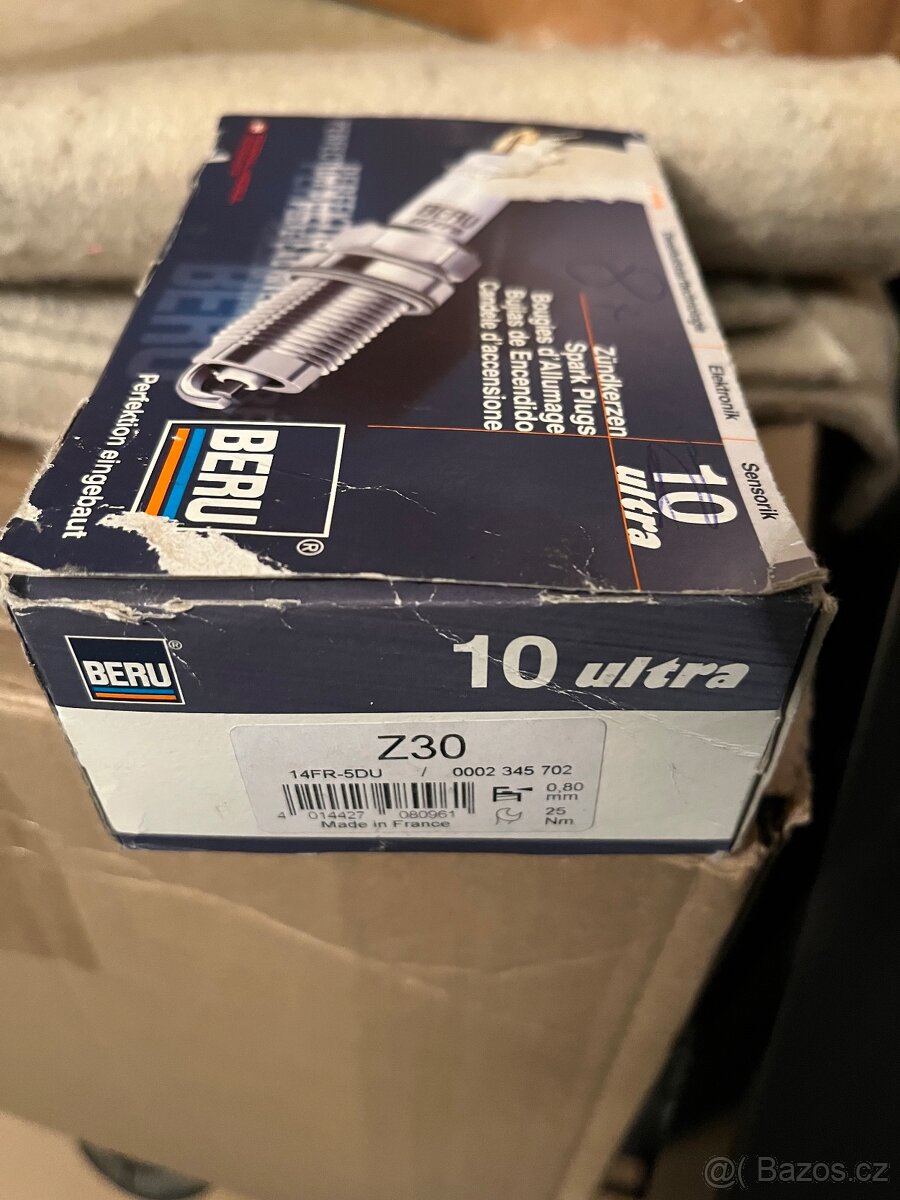 BERU
Zündkerzen
Spark Plugs
Bougies d'Allumage
Bujias de Encendido
Candele d'accensione
Elektronik
Sensorik
10
ultra
BERU
®
Perfektion eingebaut
BERU
®
10 ultra
Z30
14FR-5DU / 0002 345 702
0,80
mm
4 014427 080961
25
Nm
Made in France
@( Bazos.cz